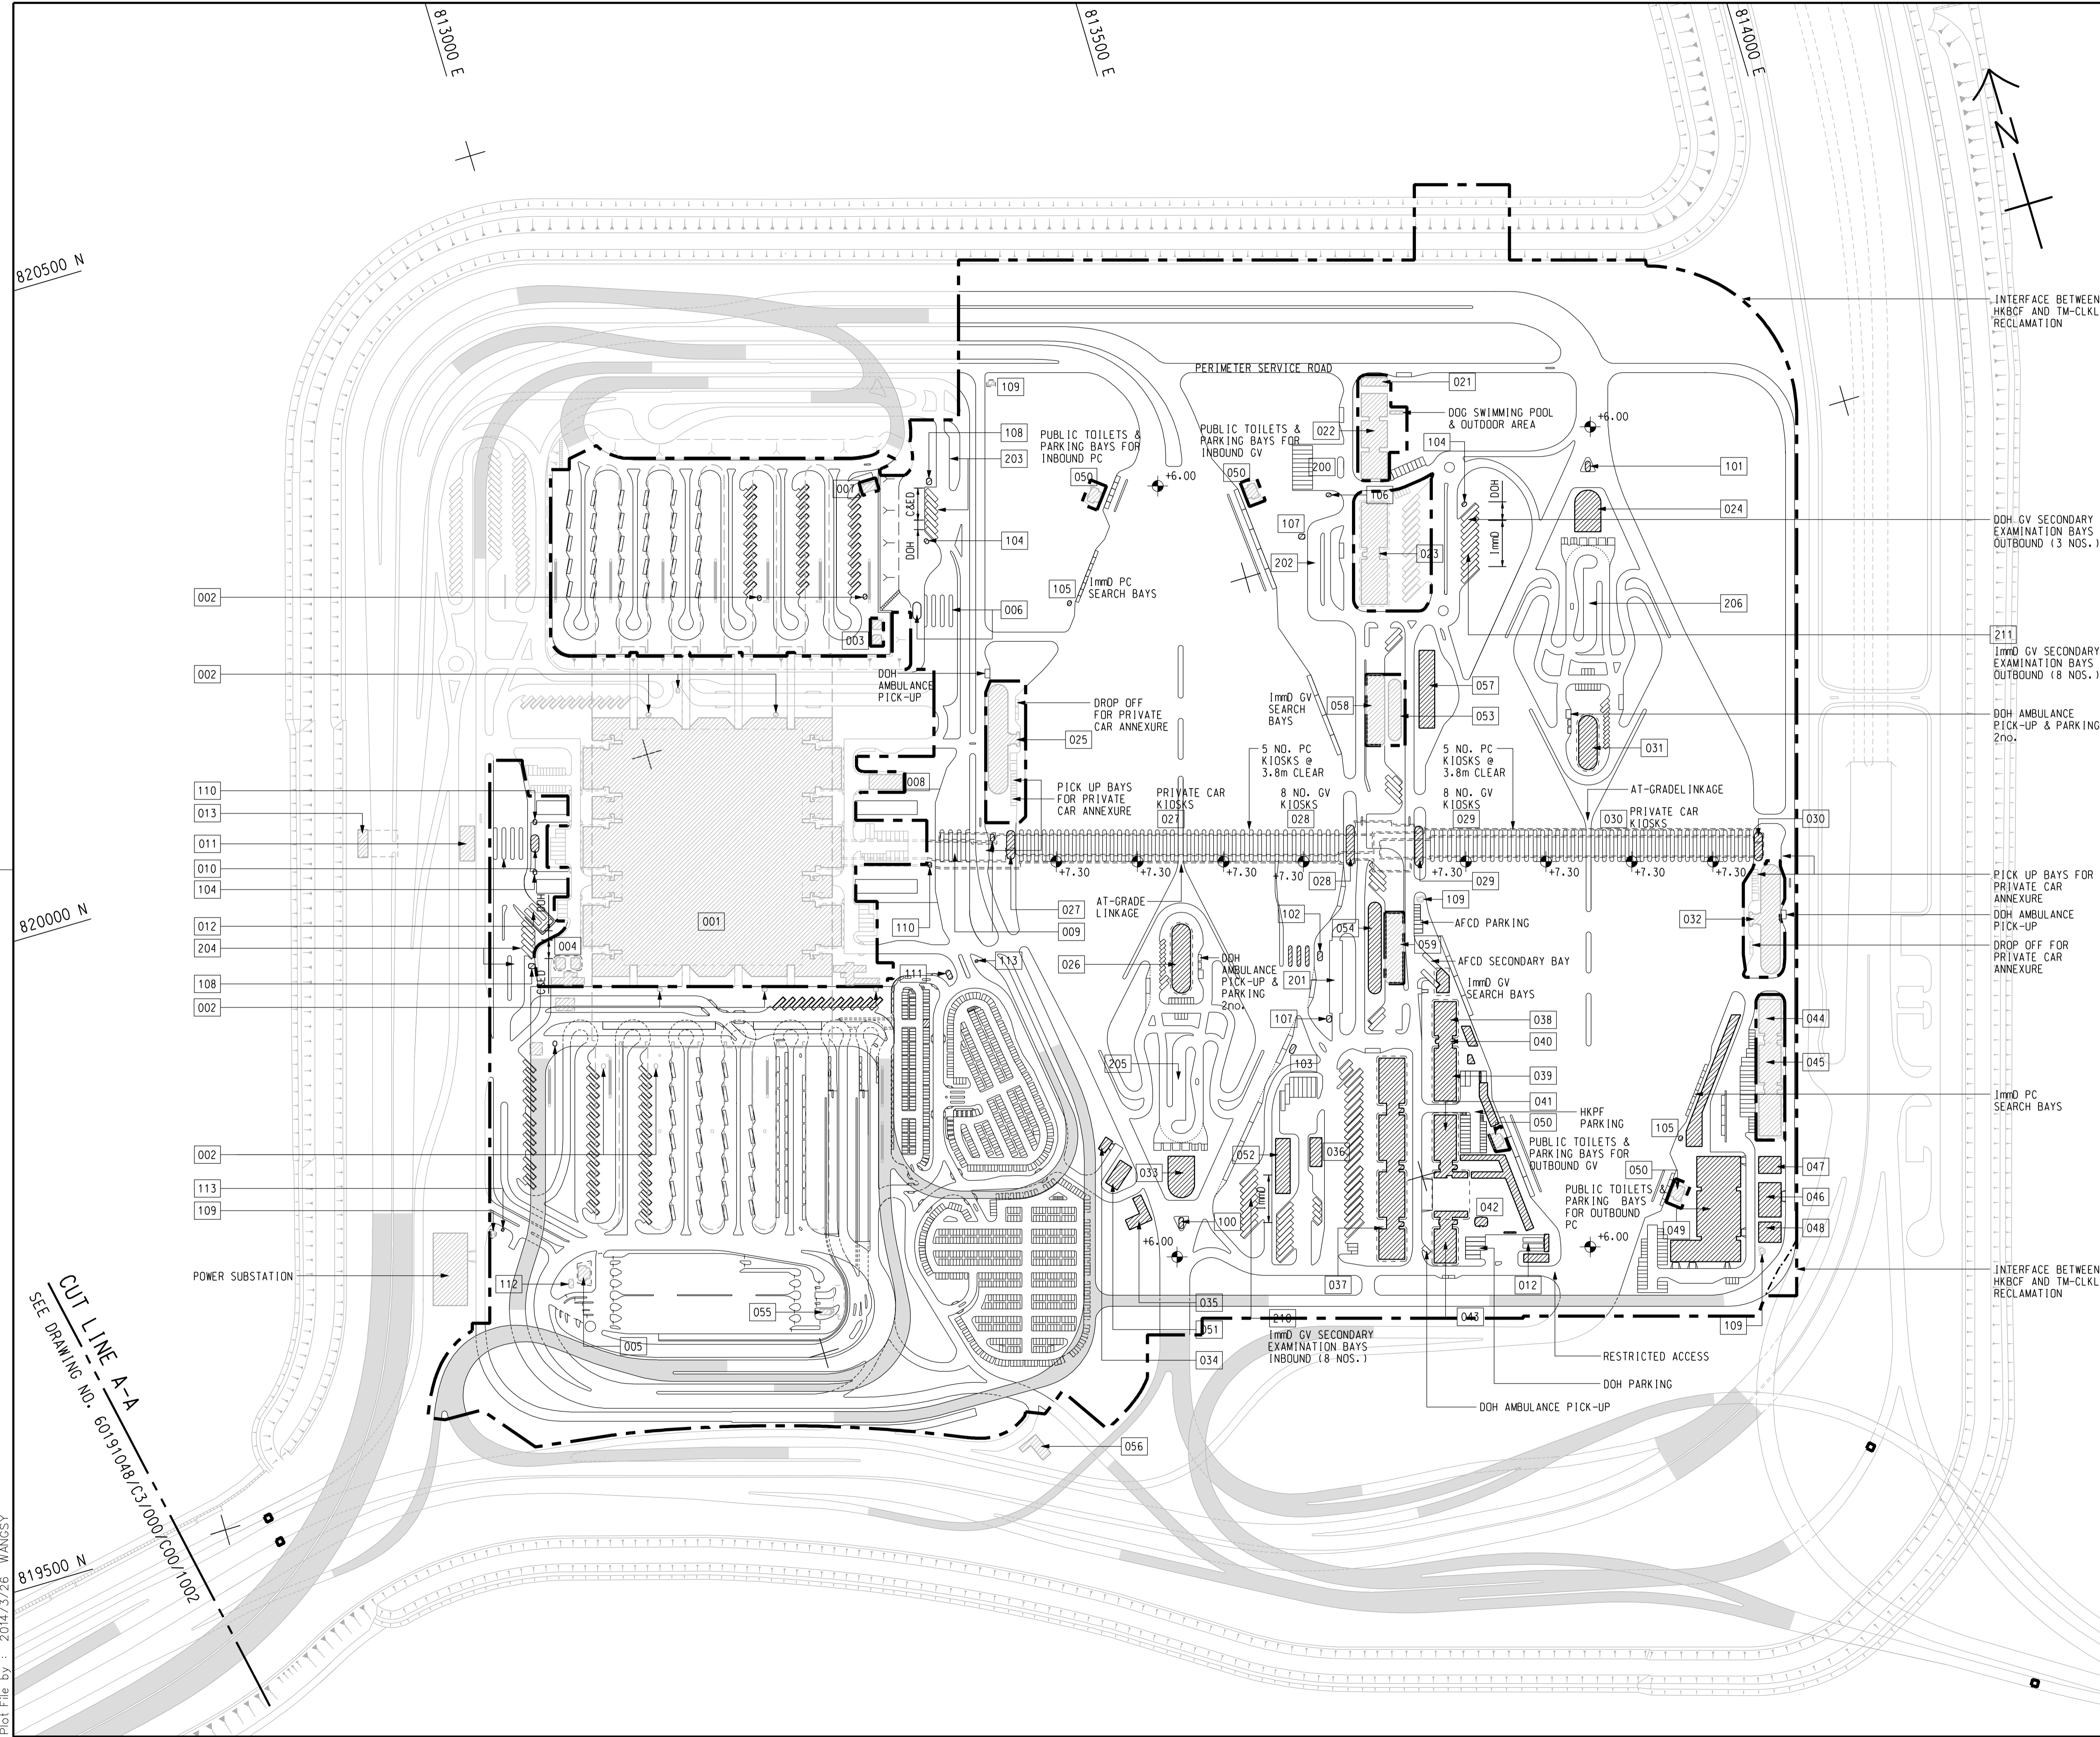 813000 E
813500 E
814000 E
N
820500 N
INTERFACE BETWEEN
HKBCF AND TM-CLKL
RECLAMATION
PERIMETER SERVICE ROAD
109
021
DOG SWIMMING POOL
& OUTDOOR AREA
+6.00
108
PUBLIC TOILETS &
PARKING BAYS FOR
INBOUND PC
PUBLIC TOILETS &
PARKING BAYS FOR
INBOUND GV
022
104
203
200
101
050
+6.00
050
007
C&ED
106
DOH
024
107
DOH GV SECONDARY
EXAMINATION BAYS
OUTBOUND (3 NOS.)
DOH
104
ImmD
202
023
002
105
ImmD PC
SEARCH BAYS
006
206
003
211
ImmD GV SECONDARY
EXAMINATION BAYS
OUTBOUND (8 NOS.)
002
DOH
AMBULANCE
PICK-UP
DROP OFF
FOR PRIVATE
CAR ANNEXURE
025
ImmD GV
SEARCH
BAYS
058
057
053
DOH AMBULANCE
PICK-UP & PARKING
2no.
031
5 NO. PC
KIOSKS @
3.8m CLEAR
5 NO. PC
KIOSKS @
3.8m CLEAR
008
110
PICK UP BAYS
FOR PRIVATE
CAR ANNEXURE
PRIVATE CAR
KIOSKS
027
8 NO. GV
KIOSKS
028
8 NO. GV
KIOSKS
029
AT-GRADELINKAGE
030
PRIVATE CAR
KIOSKS
030
013
011
010
+7.30
+7.30
+7.30
+7.30
+7.30
+7.30
+7.30
+7.30
104
028
029
PICK UP BAYS FOR
PRIVATE
CAR
ANNEXURE
DOH
109
027
AT-GRADE
LINKAGE
102
032
DOH AMBULANCE
PICK-UP
820000 N
012
001
110
009
054
AFCD PARKING
204
004
059
DROP OFF FOR
PRIVATE CAR
ANNEXURE
113
026
DOH
AMBULANCE
PICK-UP &
PARKING
2no.
AFCD SECONDARY BAY
108
C&ED
111
201
ImmD GV
SEARCH BAYS
002
107
038
044
040
205
103
045
039
041
ImmD PC
SEARCH BAYS
HKPF
PARKING
050
105
002
052
036
PUBLIC TOILETS &
PARKING BAYS FOR
OUTBOUND GV
047
033
050
113
ImmD
PUBLIC TOILETS &
PARKING BAYS
FOR OUTBOUND
PC
046
109
042
100
049
048
+6.00
+6.00
POWER SUBSTATION
112
037
012
INTERFACE BETWEEN
HKBCF AND TM-CLKL
RECLAMATION
035
055
210
043
051
109
005
ImmD GV SECONDARY
EXAMINATION BAYS
INBOUND (8 NOS.)
034
RESTRICTED ACCESS
DOH PARKING
DOH AMBULANCE PICK-UP
056
CUT LINE A-A
SEE DRAWING NO. 60191048/C3/000/C00/1002
819500 N
Plot File by : 2014/3/26 WANGSY